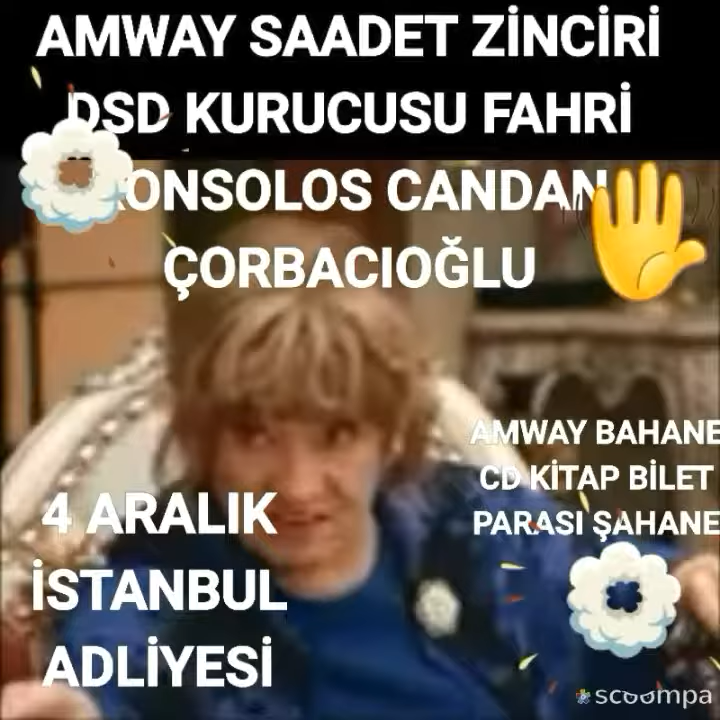 AMWAY SAADET ZİNCİRİ
DSD KURUCUSU FAHRİ
KONSOLOS CANDAN
ÇORBACIOĞLU
AMWAY BAHANE
CD KİTAP BİLET
PARASI ŞAHANE
4 ARALIK
İSTANBUL
ADLİYESİ
scoompa